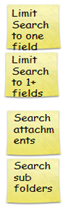 Limit
Search
to one
field
Limit
Search
to 1+
fields
Search
attachm
ents
Search
sub
folders